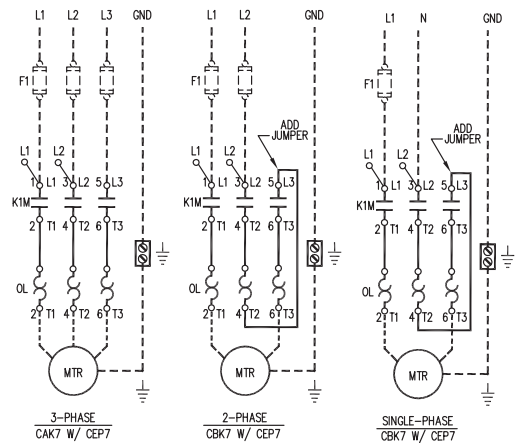 L1 L2 L3 GND
F1
L1 L2
1 L1 3 L2 5 L3
K1M
2 T1 4 T2 6 T3
OL
2 T1 4 T2 6 T3
MTR
3-PHASE
CAK7 W/ CEP7
L1 L2 GND
F1
ADD
JUMPER
L1 L2
1 L1 3 L2 5 L3
K1M
2 T1 4 T2 6 T3
OL
2 T1 4 T2 6 T3
MTR
2-PHASE
CBK7 W/ CEP7
L1 N GND
F1
ADD
JUMPER
L1 L2
1 L1 3 L2 5 L3
K1M
2 T1 4 T2 6 T3
OL
2 T1 4 T2 6 T3
MTR
SINGLE-PHASE
CBK7 W/ CEP7